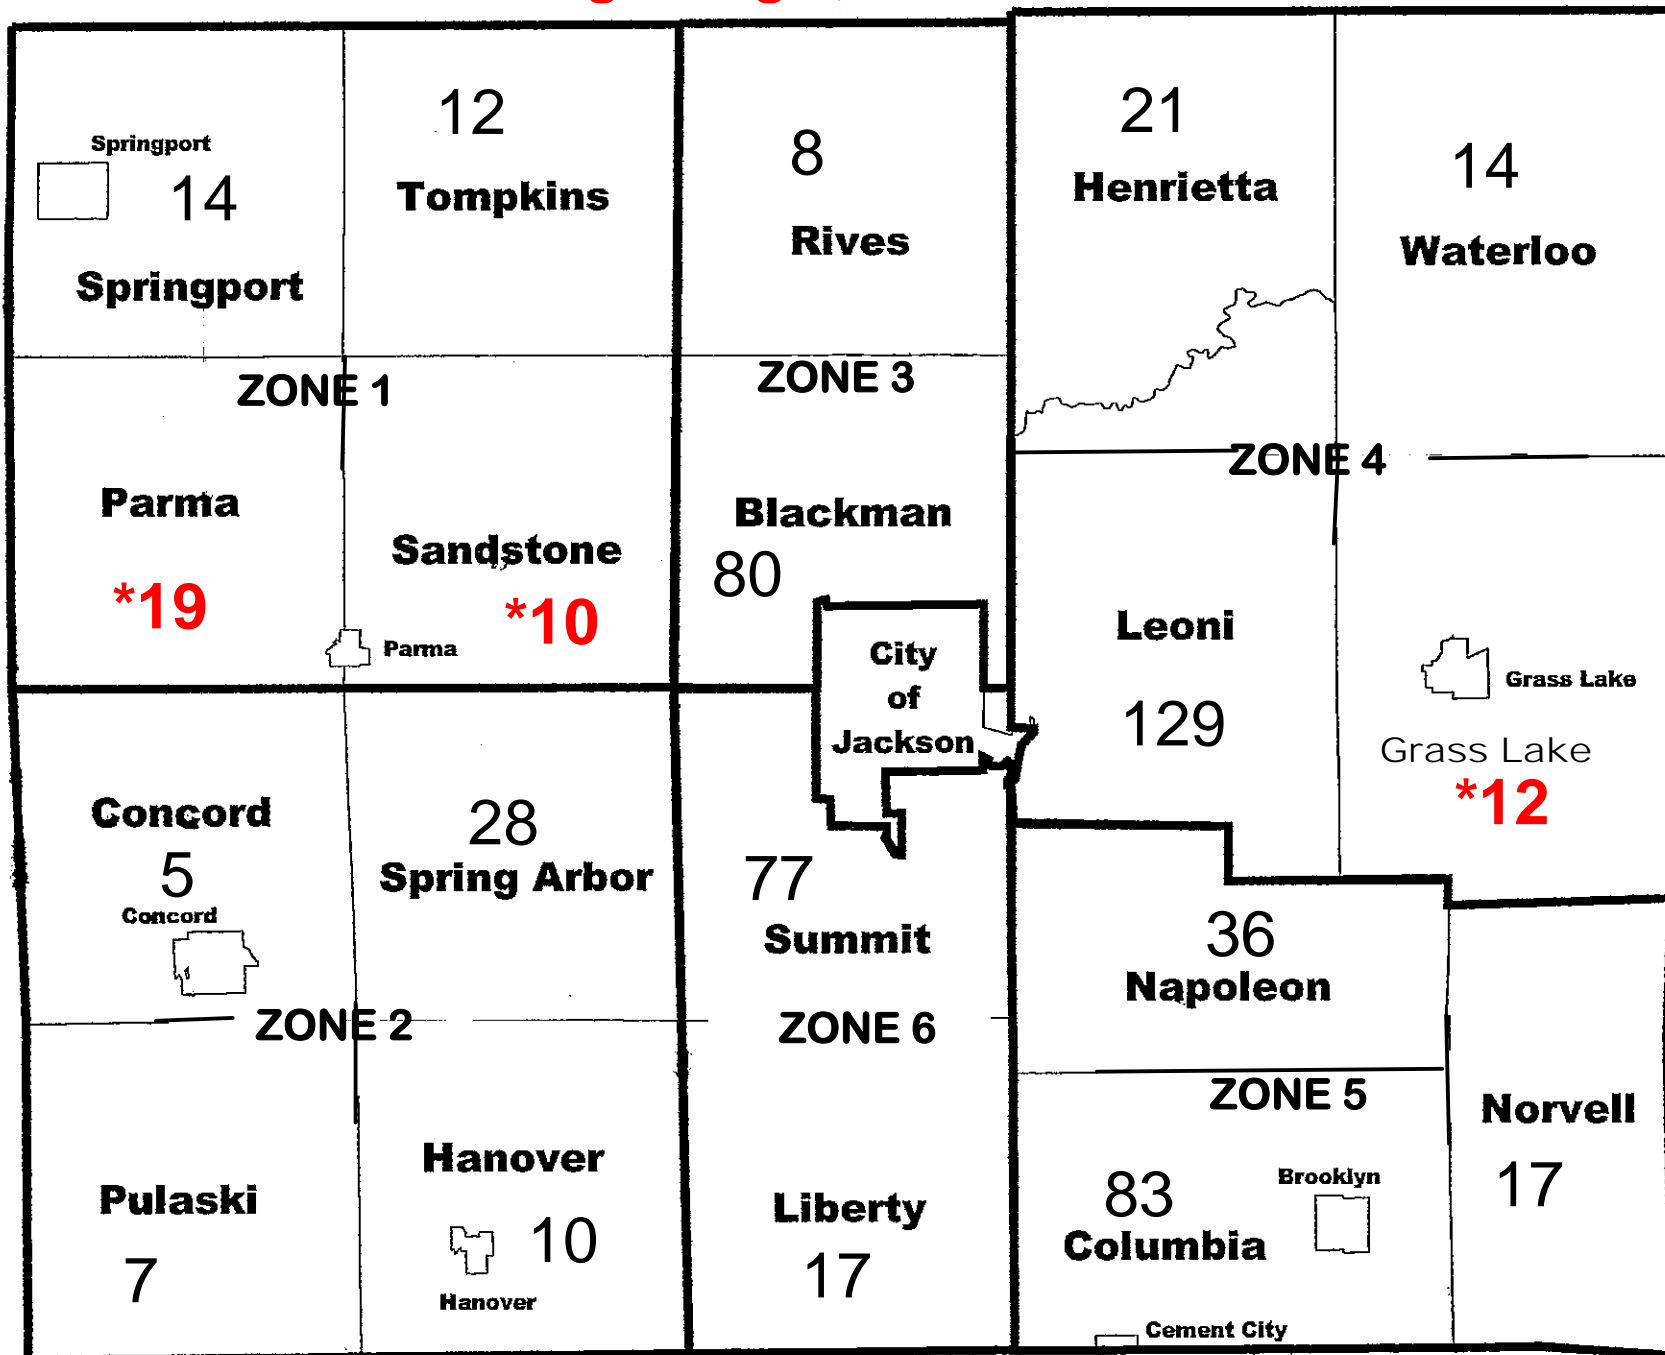 Springport
14
Springport
12
Tompkins
8
Rives
21
Henrietta
14
Waterloo
ZONE 1
ZONE 3
ZONE 4
Parma
*19
Sandstone
*10
Parma
Blackman
80
City
of
Jackson
Leoni
129
Grass Lake
Grass Lake
*12
Concord
5
Concord
28
Spring Arbor
77
Summit
36
Napoleon
ZONE 2
ZONE 6
ZONE 5
Pulaski
7
Hanover
10
Hanover
Liberty
17
83
Columbia
Brooklyn
Norvell
17
Cement City